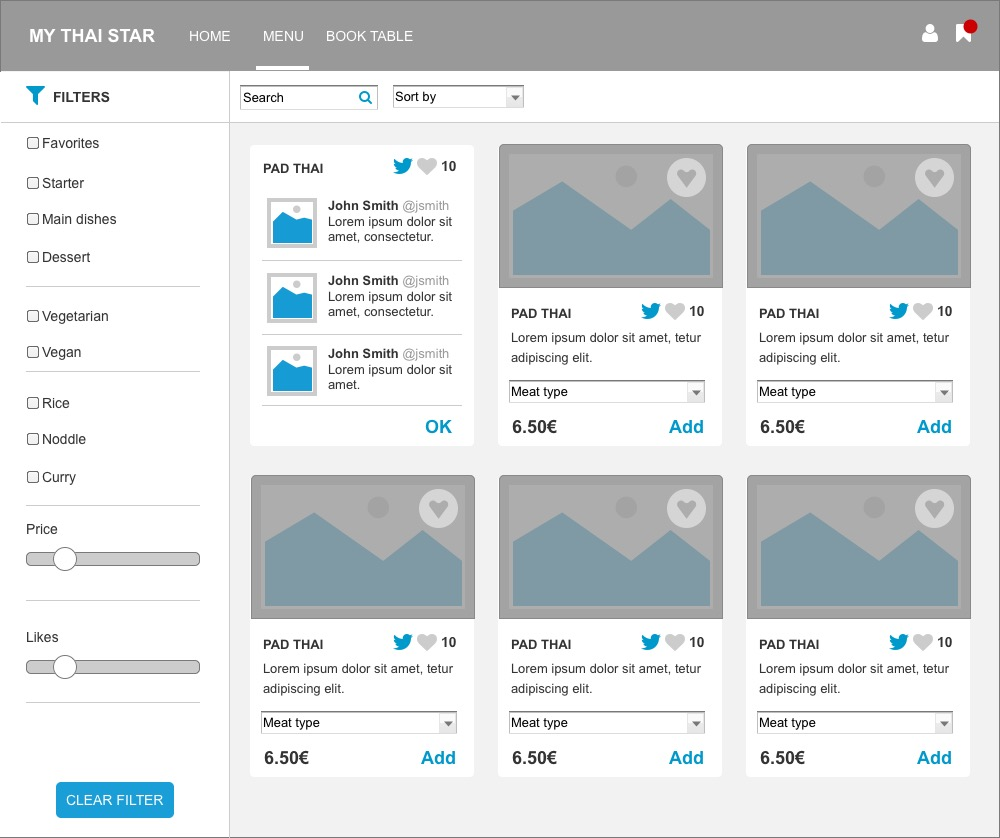 MY THAI STAR HOME MENU BOOK TABLE
FILTERS
Search
Sort by
Favorites
Starter
Main dishes
Dessert
Vegetarian
Vegan
Rice
Noddle
Curry
Price
Likes
CLEAR FILTER
PAD THAI 10
John Smith @jsmith
Lorem ipsum dolor sit
amet, consectetur.
John Smith @jsmith
Lorem ipsum dolor sit
amet, consectetur.
John Smith @jsmith
Lorem ipsum dolor sit
amet.
OK
PAD THAI 10
Lorem ipsum dolor sit amet, tetur
adipiscing elit.
Meat type
6.50€ Add
PAD THAI 10
Lorem ipsum dolor sit amet, tetur
adipiscing elit.
Meat type
6.50€ Add
PAD THAI 10
Lorem ipsum dolor sit amet, tetur
adipiscing elit.
Meat type
6.50€ Add
PAD THAI 10
Lorem ipsum dolor sit amet, tetur
adipiscing elit.
Meat type
6.50€ Add
PAD THAI 10
Lorem ipsum dolor sit amet, tetur
adipiscing elit.
Meat type
6.50€ Add